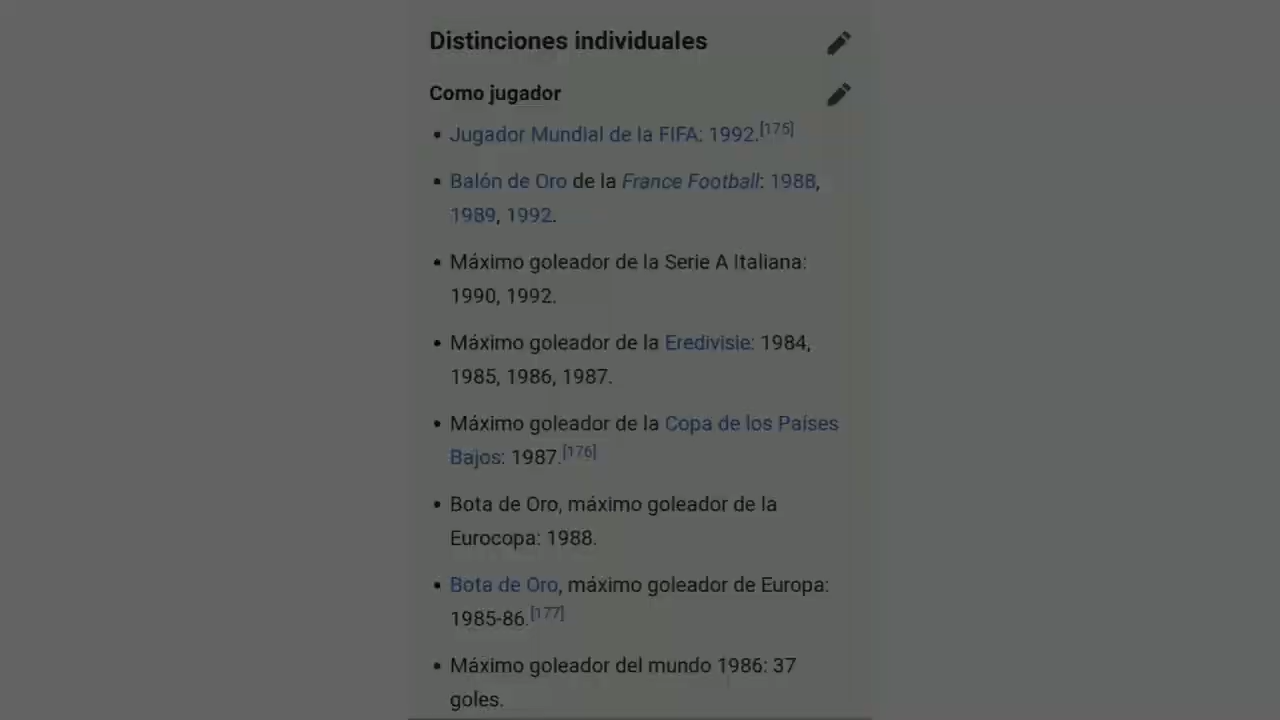 Distinciones individuales
Como jugador
• Jugador Mundial de la FIFA: 1992.[175]
• Balón de Oro de la France Football: 1988,
1989, 1992.
• Máximo goleador de la Serie A Italiana:
1990, 1992.
• Máximo goleador de la Eredivisie: 1984,
1985, 1986, 1987.
• Máximo goleador de la Copa de los Países
Bajos: 1987.[176]
• Bota de Oro, máximo goleador de la
Eurocopa: 1988.
• Bota de Oro, máximo goleador de Europa:
1985-86.[177]
• Máximo goleador del mundo 1986: 37
goles.